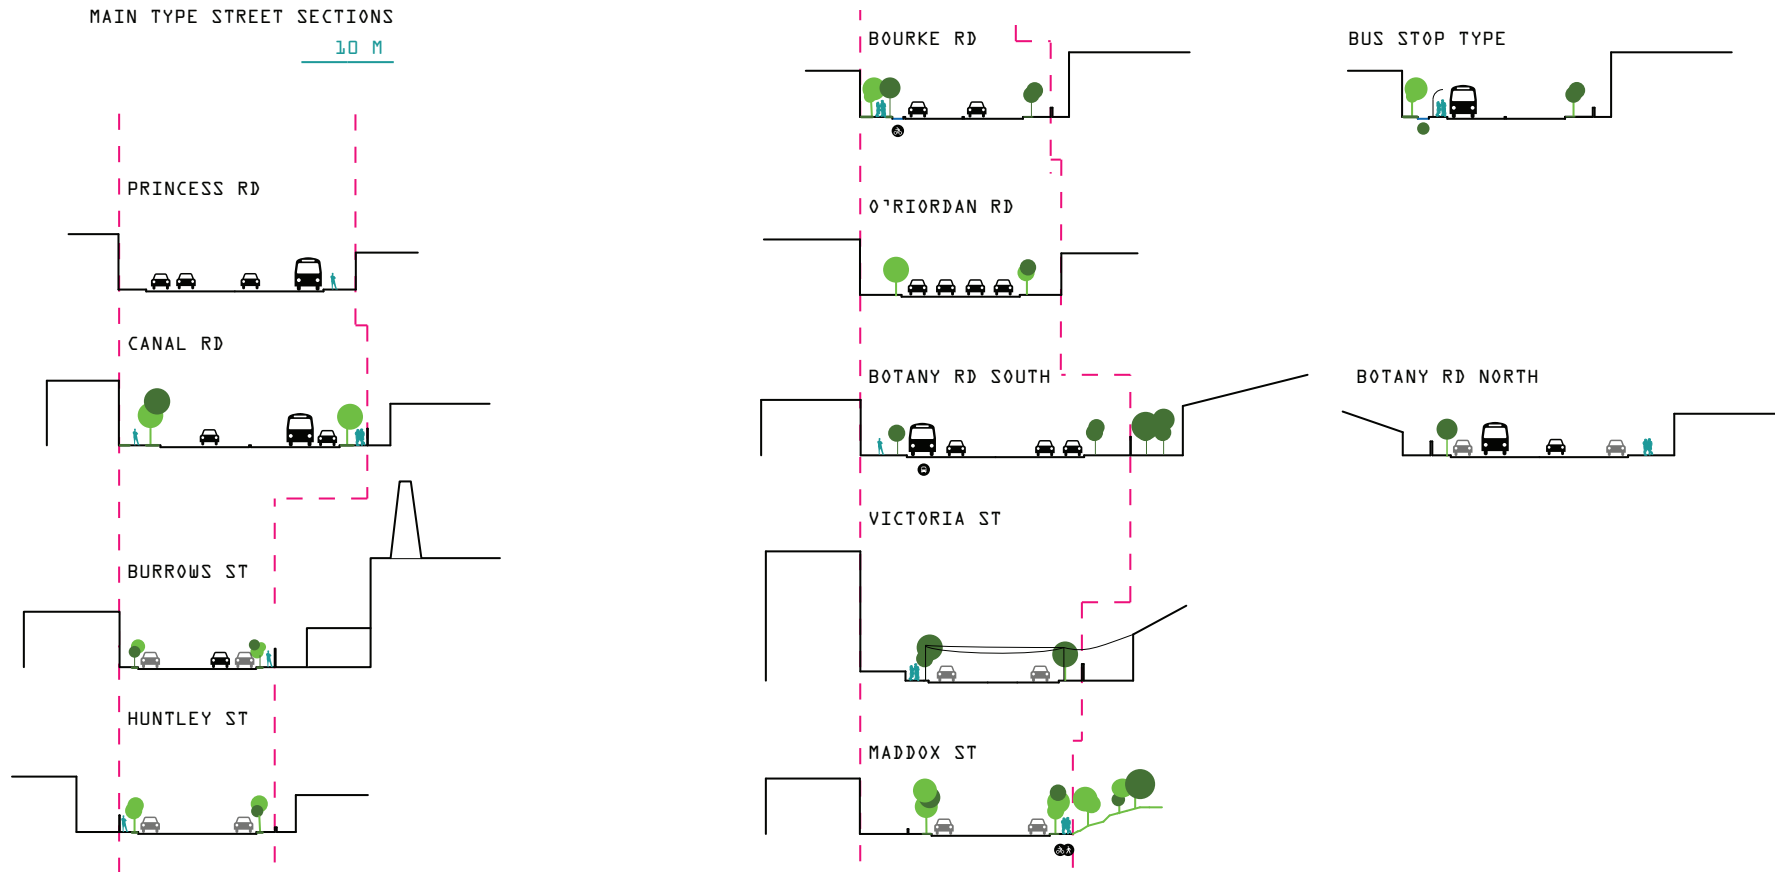 MAIN TYPE STREET SECTIONS
10 M
PRINCESS RD
CANAL RD
BURROWS ST
HUNTLEY ST
BOURKE RD
O'RIORDAN RD
BOTANY RD SOUTH
VICTORIA ST
MADDOX ST
BUS STOP TYPE
BOTANY RD NORTH